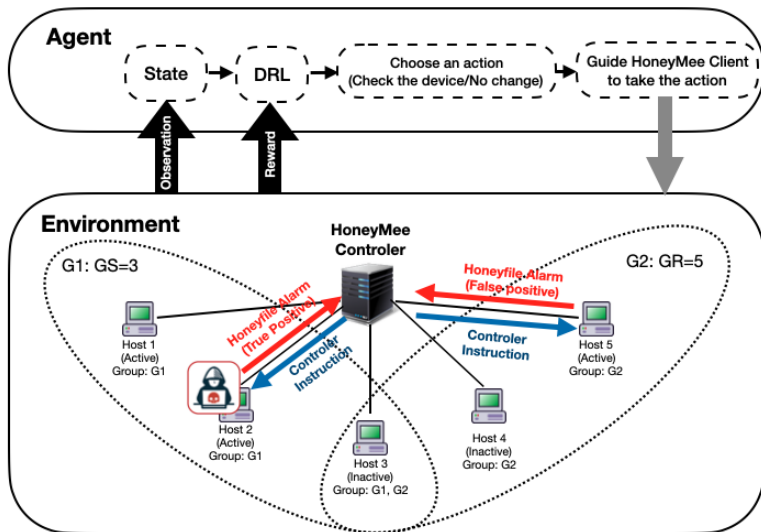 Agent
State
DRL
Choose an action
(Check the device/No change)
Guide HoneyMee Client
to take the action
Observation
Reward
Environment
HoneyMee
Controler
G1: GS=3
G2: GR=5
Honeyfile Alarm
(True Positive)
Honeyfile Alarm
(False positive)
Controler
Instruction
Controler
Instruction
Host 1
(Active)
Group: G1
Host 5
(Active)
Group: G2
Host 2
(Active)
Group: G1
Host 3
(Inactive)
Group: G1, G2
Host 4
(Inactive)
Group: G2